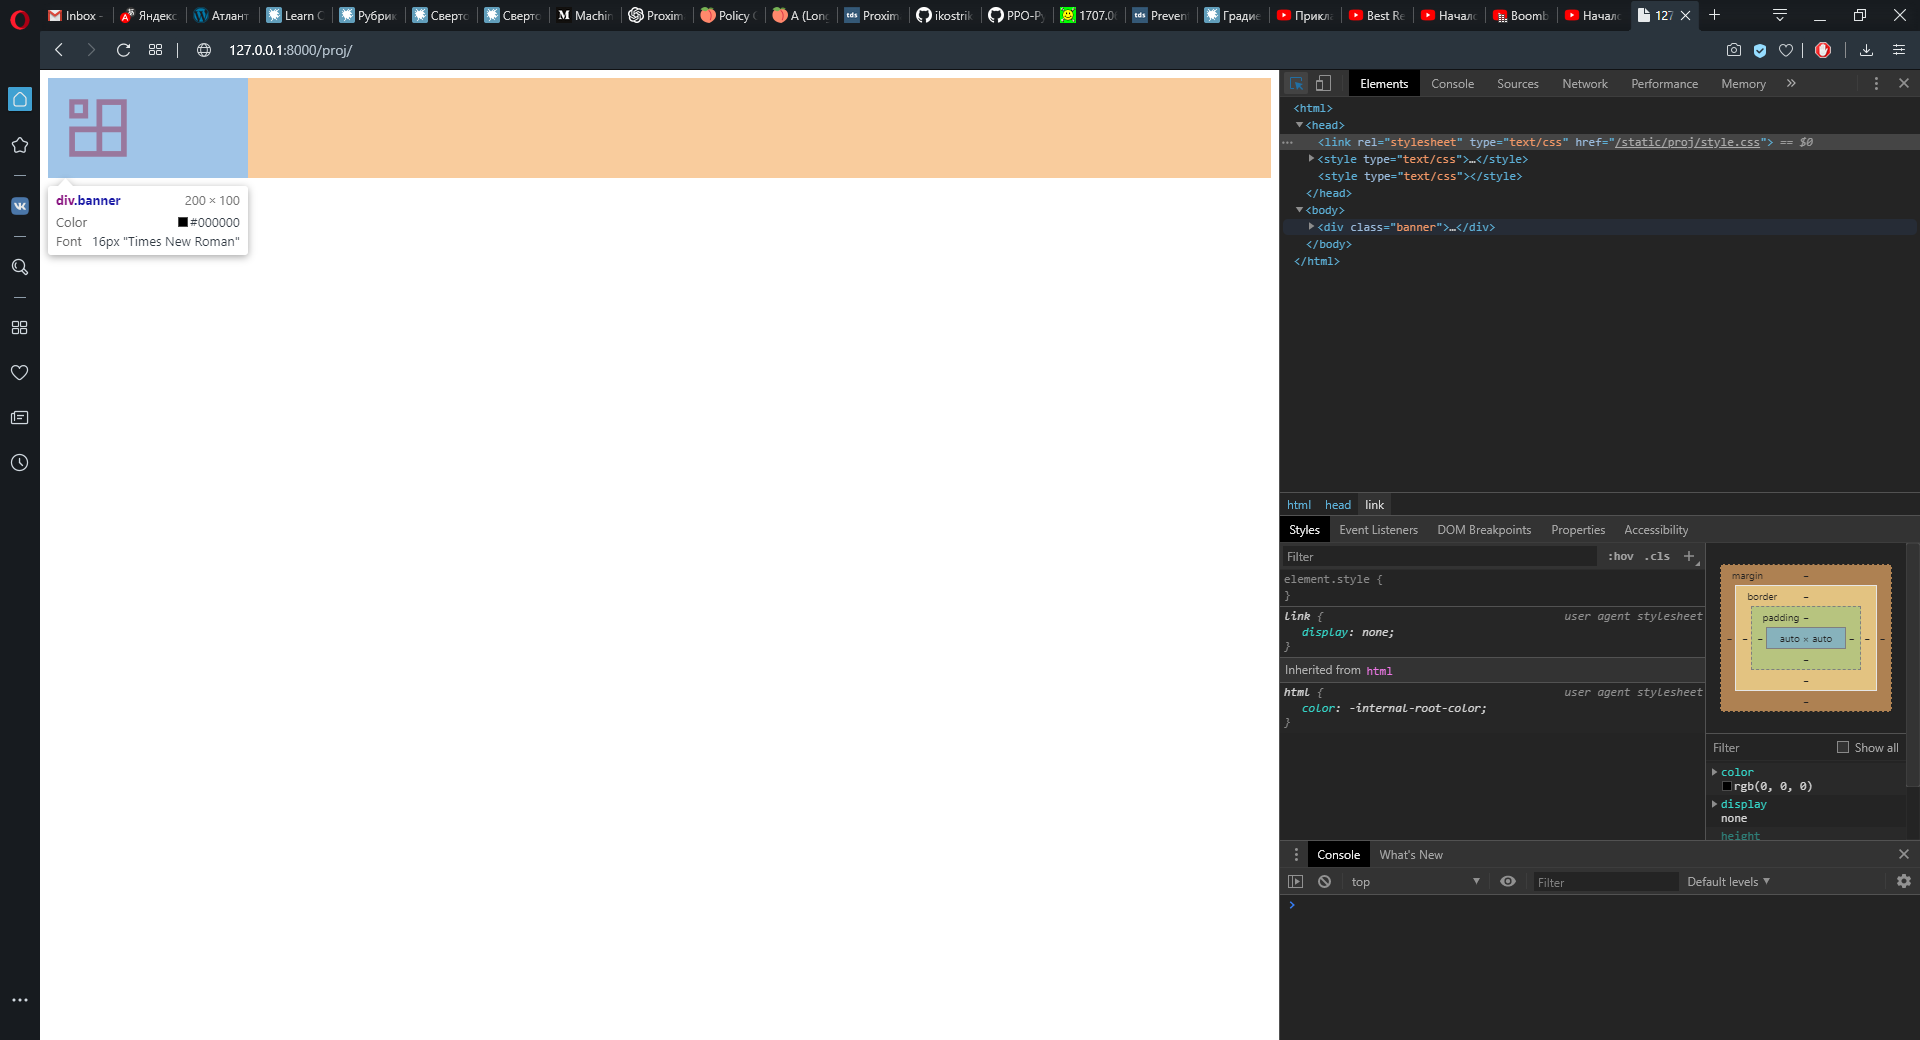 Inbox -
Яндекс
Атлант
Learn C
Рубрик
Сверто
Сверто
Machin
Proxim
Policy
A (Long
Proxim
ikostrik
PPO-Py
1707.06
Preven
Градие
Прикла
Best Re
Начало
Boomb
Начало
127
127.0.0.1:8000/proj/
div.banner 200 × 100
Color #000000
Font 16px "Times New Roman"
Elements Console Sources Network Performance Memory »
<html>
<head>
<link rel="stylesheet" type="text/css" href="/static/proj/style.css"> == $0
<style type="text/css">…</style>
<style type="text/css"></style>
</head>
<body>
<div class="banner">…</div>
</body>
</html>
html head link
Styles Event Listeners DOM Breakpoints Properties Accessibility
Filter :hov .cls +
element.style {
}
link { user agent stylesheet
display: none;
}
Inherited from html
html { user agent stylesheet
color: -internal-root-color;
}
margin –
border –
padding –
– – – auto × auto – – –
–
–
–
Filter Show all
color
rgb(0, 0, 0)
display
none
height
Console What's New
top Filter Default levels